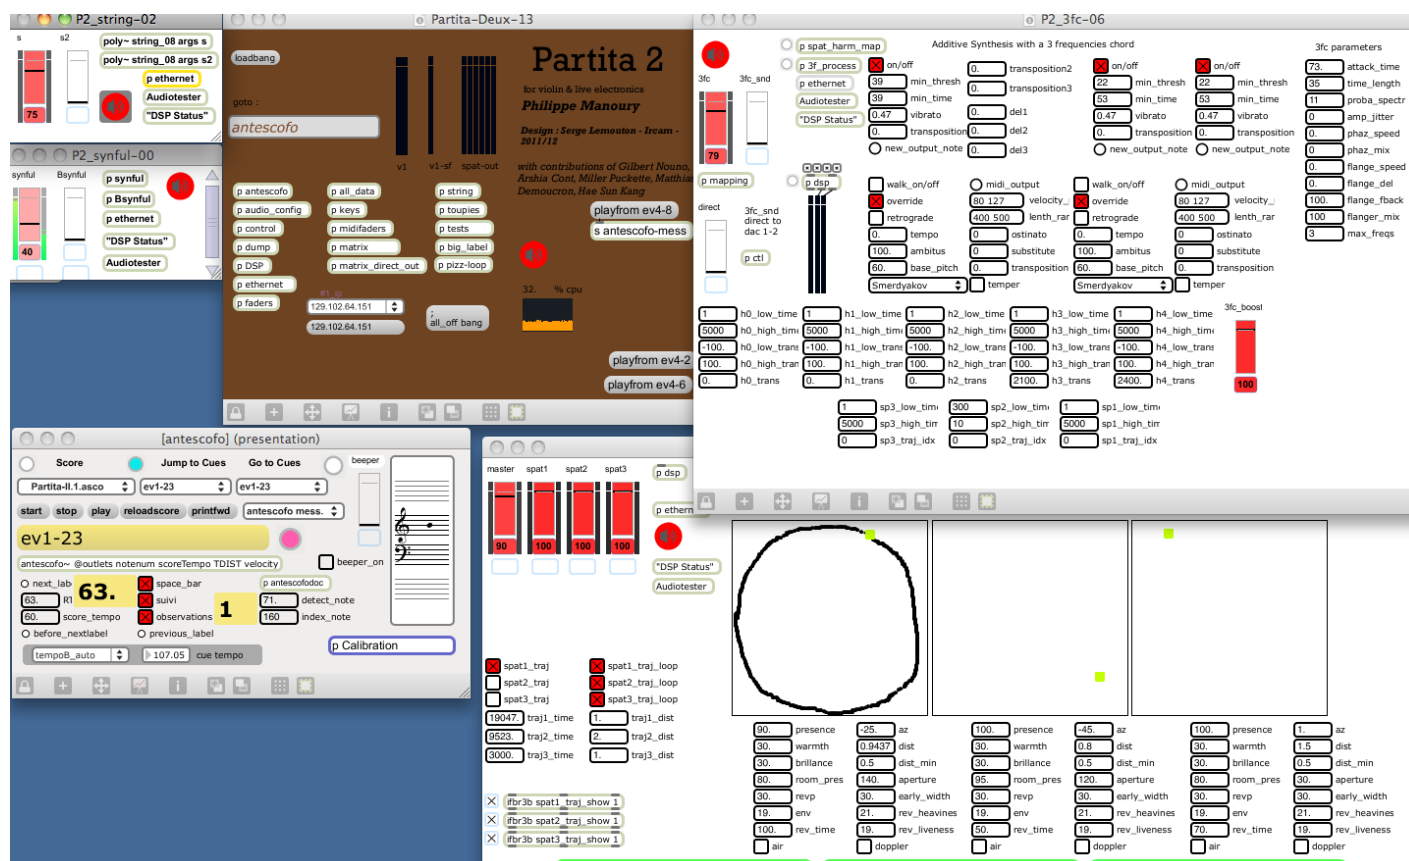 P2_string-02
s
s2
poly~ string_08 args s
poly~ string_08 args s2
p ethernet
Audiotester
"DSP Status"
75
P2_synful-00
synful
Bsynful
p synful
p Bsynful
p ethernet
"DSP Status"
Audiotester
40
Partita-Deux-13
loadbang
goto :
antescofo
v1
v1-sf
spat-out
Partita 2
for violin & live electronics
Philippe Manoury
Design : Serge Lemouton - Ircam -
2011/12
with contributions of Gilbert Nouno,
Arshia Cont, Miller Puckette, Matthias
Demoucron, Hae Sun Kang
p antescofo
p audio_config
p control
p dump
p DSP
p ethernet
p faders
p all_data
p keys
p midifaders
p matrix
p matrix_direct_out
p string
p toupies
p tests
p big_label
p pizz-loop
129.102.64.151
129.102.64.151
;
all_off bang
playfrom ev4-8
s antescofo-mess
32. % cpu
playfrom ev4-2
playfrom ev4-6
P2_3fc-06
3fc
3fc_snd
79
p mapping
direct
3fc_snd
direct to
dac 1-2
p ctl
p spat_harm_map
p 3f_process
p ethernet
Audiotester
"DSP Status"
p dsp
Additive Synthesis with a 3 frequencies chord
on/off
39 min_thresh
39 min_time
0.47 vibrato
0. transposition
new_output_note
0. transposition2
0. transposition3
0. del1
0. del2
0. del3
on/off
22 min_thresh
53 min_time
0.47 vibrato
0. transposition
new_output_note
on/off
22 min_thresh
53 min_time
0.47 vibrato
0. transposition
new_output_note
3fc parameters
73. attack_time
35 time_length
11 proba_spectr
0 amp_jitter
0 phaz_speed
0 phaz_mix
0 flange_speed
0 flange_del
100. flange_fback
100 flanger_mix
3 max_freqs
walk_on/off
override
retrograde
0. tempo
100. ambitus
60. base_pitch
Smerdyakov
midi_output
80 127 velocity_
400 500 lenth_rar
0. ostinato
0. substitute
0. transposition
temper
walk_on/off
override
retrograde
0. tempo
100. ambitus
60. base_pitch
Smerdyakov
midi_output
80 127 velocity_
400 500 lenth_rar
0. ostinato
0. substitute
0. transposition
temper
1 h0_low_time 1 h1_low_time 1 h2_low_time 1 h3_low_time 1 h4_low_time
5000 h0_high_time 5000 h1_high_time 5000 h2_high_time 5000 h3_high_time 5000 h4_high_time
-100. h0_low_trans -100. h1_low_trans -100. h2_low_trans -100. h3_low_trans -100. h4_low_trans
100. h0_high_tran 100. h1_high_tran 100. h2_high_tran 100. h3_high_tran 100. h4_high_trans
0. h0_trans 0. h1_trans 0. h2_trans 2100. h3_trans 2400. h4_trans
3fc_boost
100
1 sp3_low_time 300 sp2_low_time 1 sp1_low_time
5000 sp3_high_tim 10 sp2_high_tim 5000 sp1_high_tim
0 sp3_traj_idx 0 sp2_traj_idx 0 sp1_traj_idx
[antescofo] (presentation)
Score Jump to Cues Go to Cues beeper
Partita-II.1.asco ev1-23 ev1-23
start stop play reloadscore printfwd antescofo mess.
ev1-23
antescofo~ @outlets notenum scoreTempo TDIST velocity
beeper_on
next_lab
63.
63.
60. score_tempo
before_nextlabel
space_bar
suivi
observations
1
previous_label
p antescofodoc
71. detect_note
160 index_note
p Calibration
tempoB_auto 107.05 cue tempo
master spat1 spat2 spat3
90 100 100 100
p dsp
p ethern
"DSP Status"
Audiotester
spat1_traj spat1_traj_loop
spat2_traj spat2_traj_loop
spat3_traj spat3_traj_loop
19047. traj1_time 1. traj1_dist
9523. traj2_time 2. traj2_dist
3000. traj3_time 1. traj3_dist
ifbr3b spat1_traj_show 1
ifbr3b spat2_traj_show 1
ifbr3b spat3_traj_show 1
90. presence -25. az 100. presence -45. az 100. presence 1. az
30. warmth 0.9437 dist 30. warmth 0.8 dist 30. warmth 1.5 dist
30. brillance 0.5 dist_min 30. brillance 0.5 dist_min 30. brillance 0.5 dist_min
80. room_pres 140. aperture 95. room_pres 120. aperture 80. room_pres 30. aperture
30. revp 30. early_width 30. revp 30. early_width 30. revp 30. early_width
19. env 21. rev_heavines 19. env 21. rev_heavines 19. env 21. rev_heavines
100. rev_time 19. rev_liveness 50. rev_time 19. rev_liveness 70. rev_time 19. rev_liveness
air doppler air doppler air doppler